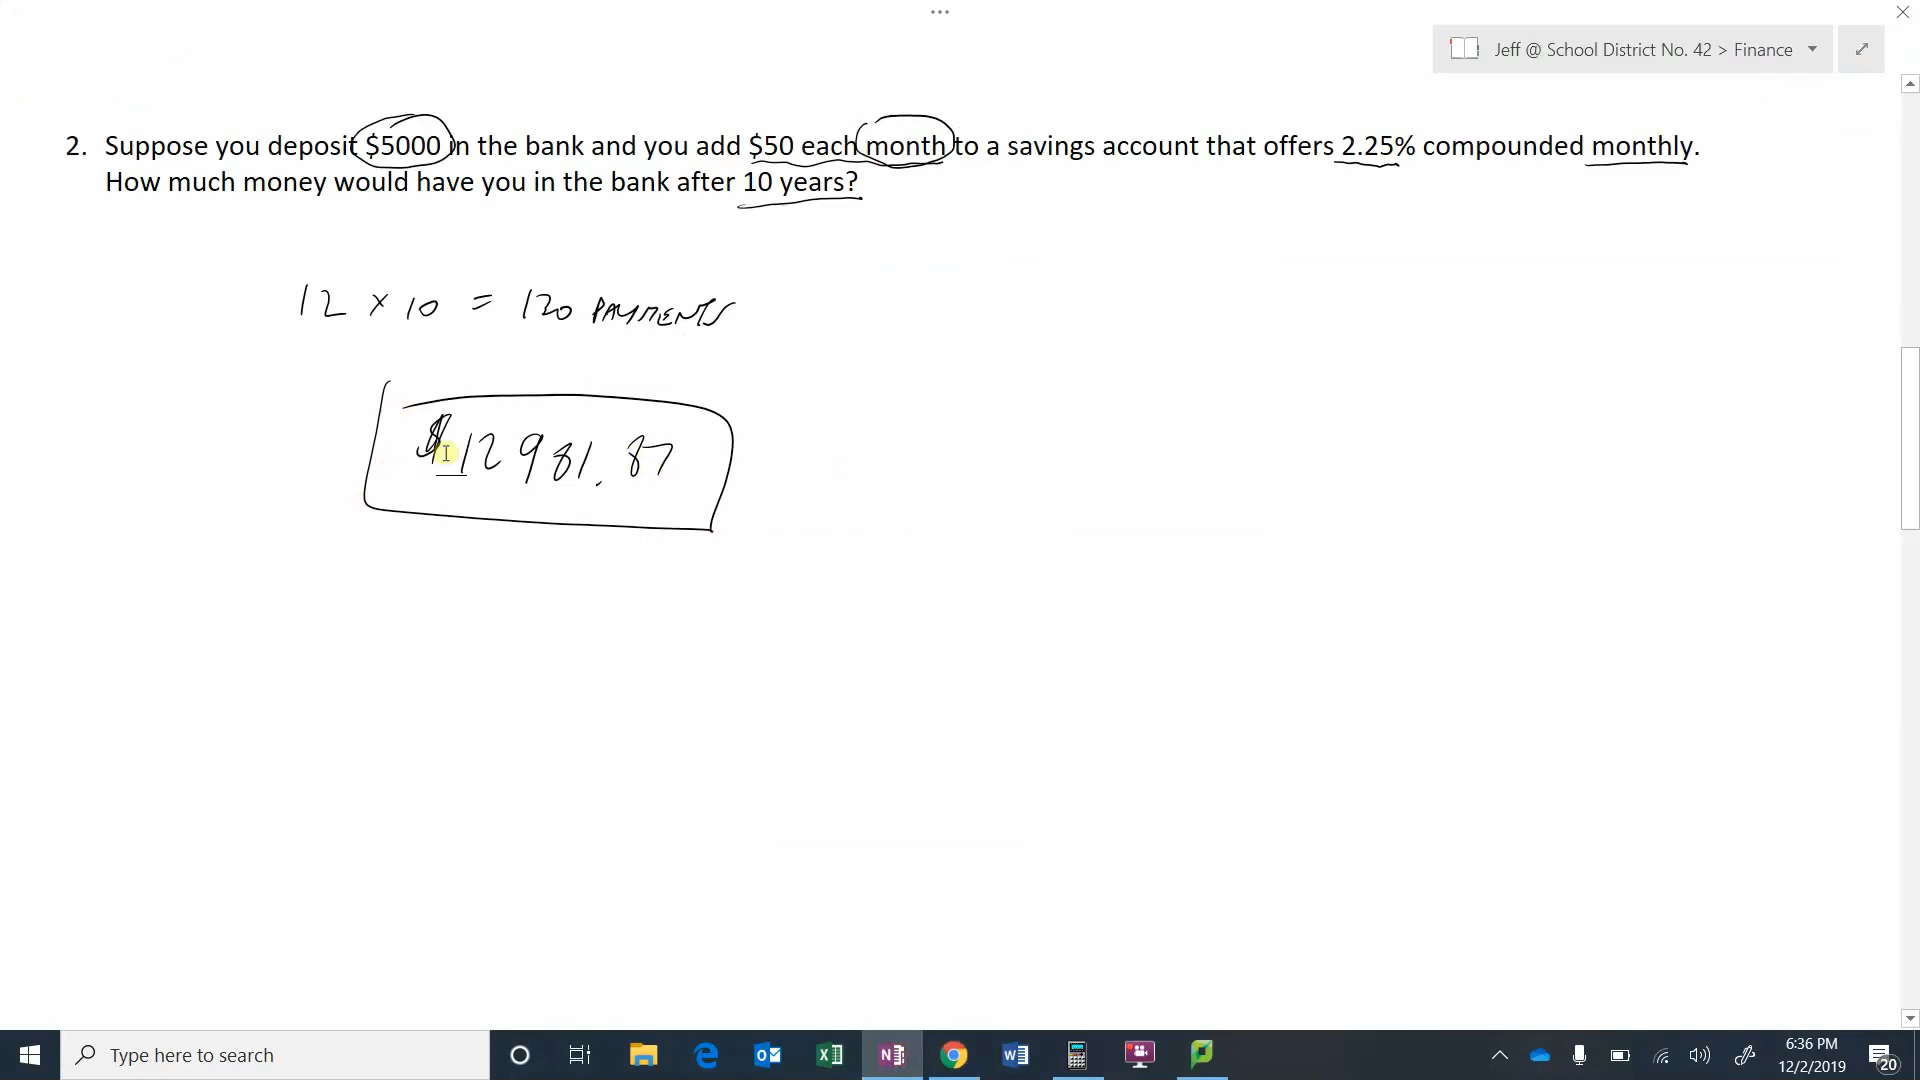 Jeff @ School District No. 42 > Finance
2. Suppose you deposit $5000 in the bank and you add $50 each month to a savings account that offers 2.25% compounded monthly.
How much money would have you in the bank after 10 years?
12 x 10 = 120 PAYMENTS
$12981.87
Type here to search
6:36 PM
12/2/2019
20